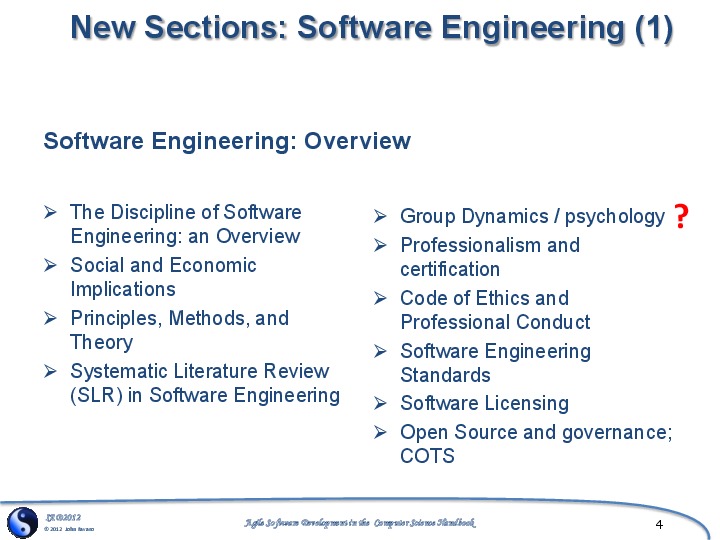 New Sections: Software Engineering (1)
Software Engineering: Overview
➢ The Discipline of Software
Engineering: an Overview
➢ Social and Economic
Implications
➢ Principles, Methods, and
Theory
➢ Systematic Literature Review
(SLR) in Software Engineering
➢ Group Dynamics / psychology ?
➢ Professionalism and
certification
➢ Code of Ethics and
Professional Conduct
➢ Software Engineering
Standards
➢ Software Licensing
➢ Open Source and governance;
COTS
© 2012 John
Agile Software Development in the Computer Science Handbook
4